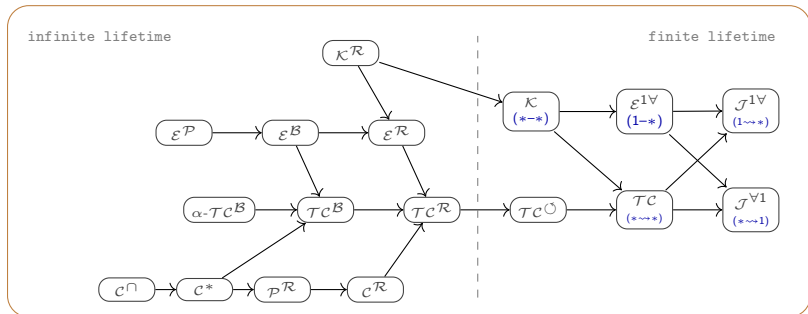 infinite lifetime
finite lifetime
𝒦^ℛ
𝒦
(*–*)
ℰ^{1∀}
(1–*)
𝒥^{1∀}
(1⇝*)
ℰ^𝒫
ℰ^ℬ
ℰ^ℛ
α-𝒯𝒞^ℬ
𝒯𝒞^ℬ
𝒯𝒞^ℛ
𝒯𝒞^↺
𝒯𝒞
(*⇝*)
𝒥^{∀1}
(*⇝1)
𝒞^∩
𝒞^*
𝒫^ℛ
𝒞^ℛ